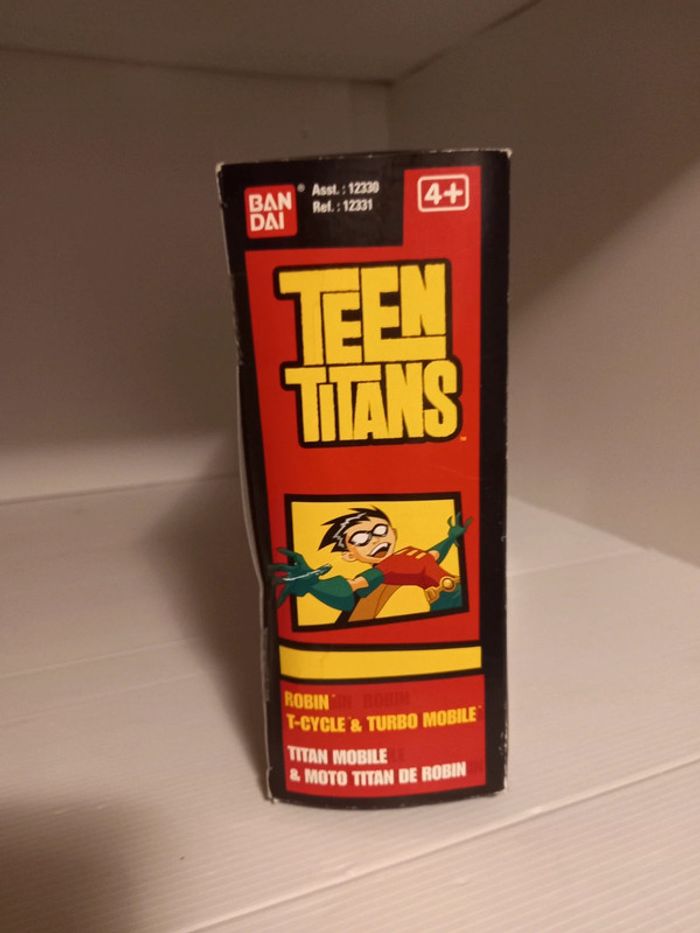 BAN
DAI
Asst. : 12330
Ref. : 12331
4+
TEEN
TITANS
ROBIN
T-CYCLE & TURBO MOBILE
TITAN MOBILE
& MOTO TITAN DE ROBIN